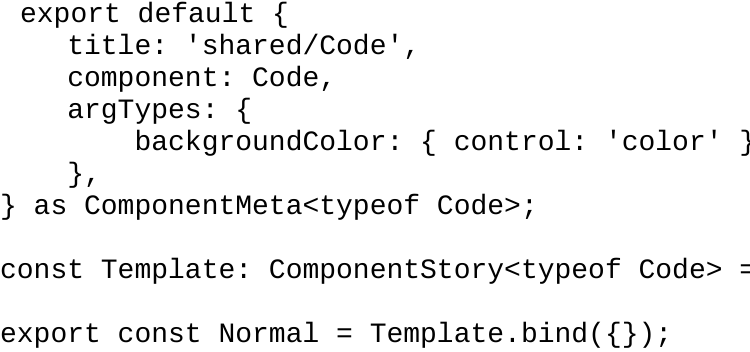 export default {
title: 'shared/Code',
component: Code,
argTypes: {
backgroundColor: { control: 'color' }
},
} as ComponentMeta<typeof Code>;
const Template: ComponentStory<typeof Code> =
export const Normal = Template.bind({});